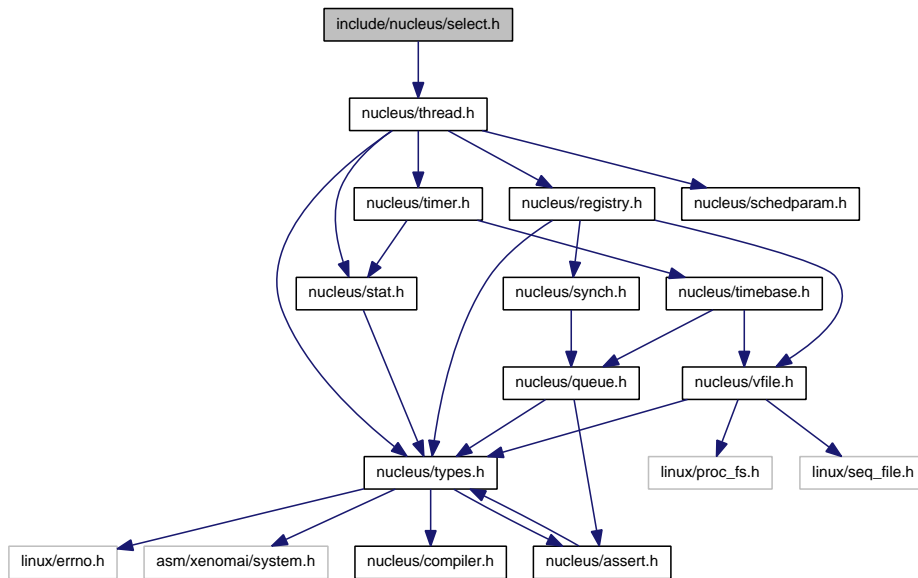 include/nucleus/select.h
nucleus/thread.h
nucleus/timer.h
nucleus/registry.h
nucleus/schedparam.h
nucleus/stat.h
nucleus/synch.h
nucleus/timebase.h
nucleus/queue.h
nucleus/vfile.h
nucleus/types.h
linux/proc_fs.h
linux/seq_file.h
linux/errno.h
asm/xenomai/system.h
nucleus/compiler.h
nucleus/assert.h